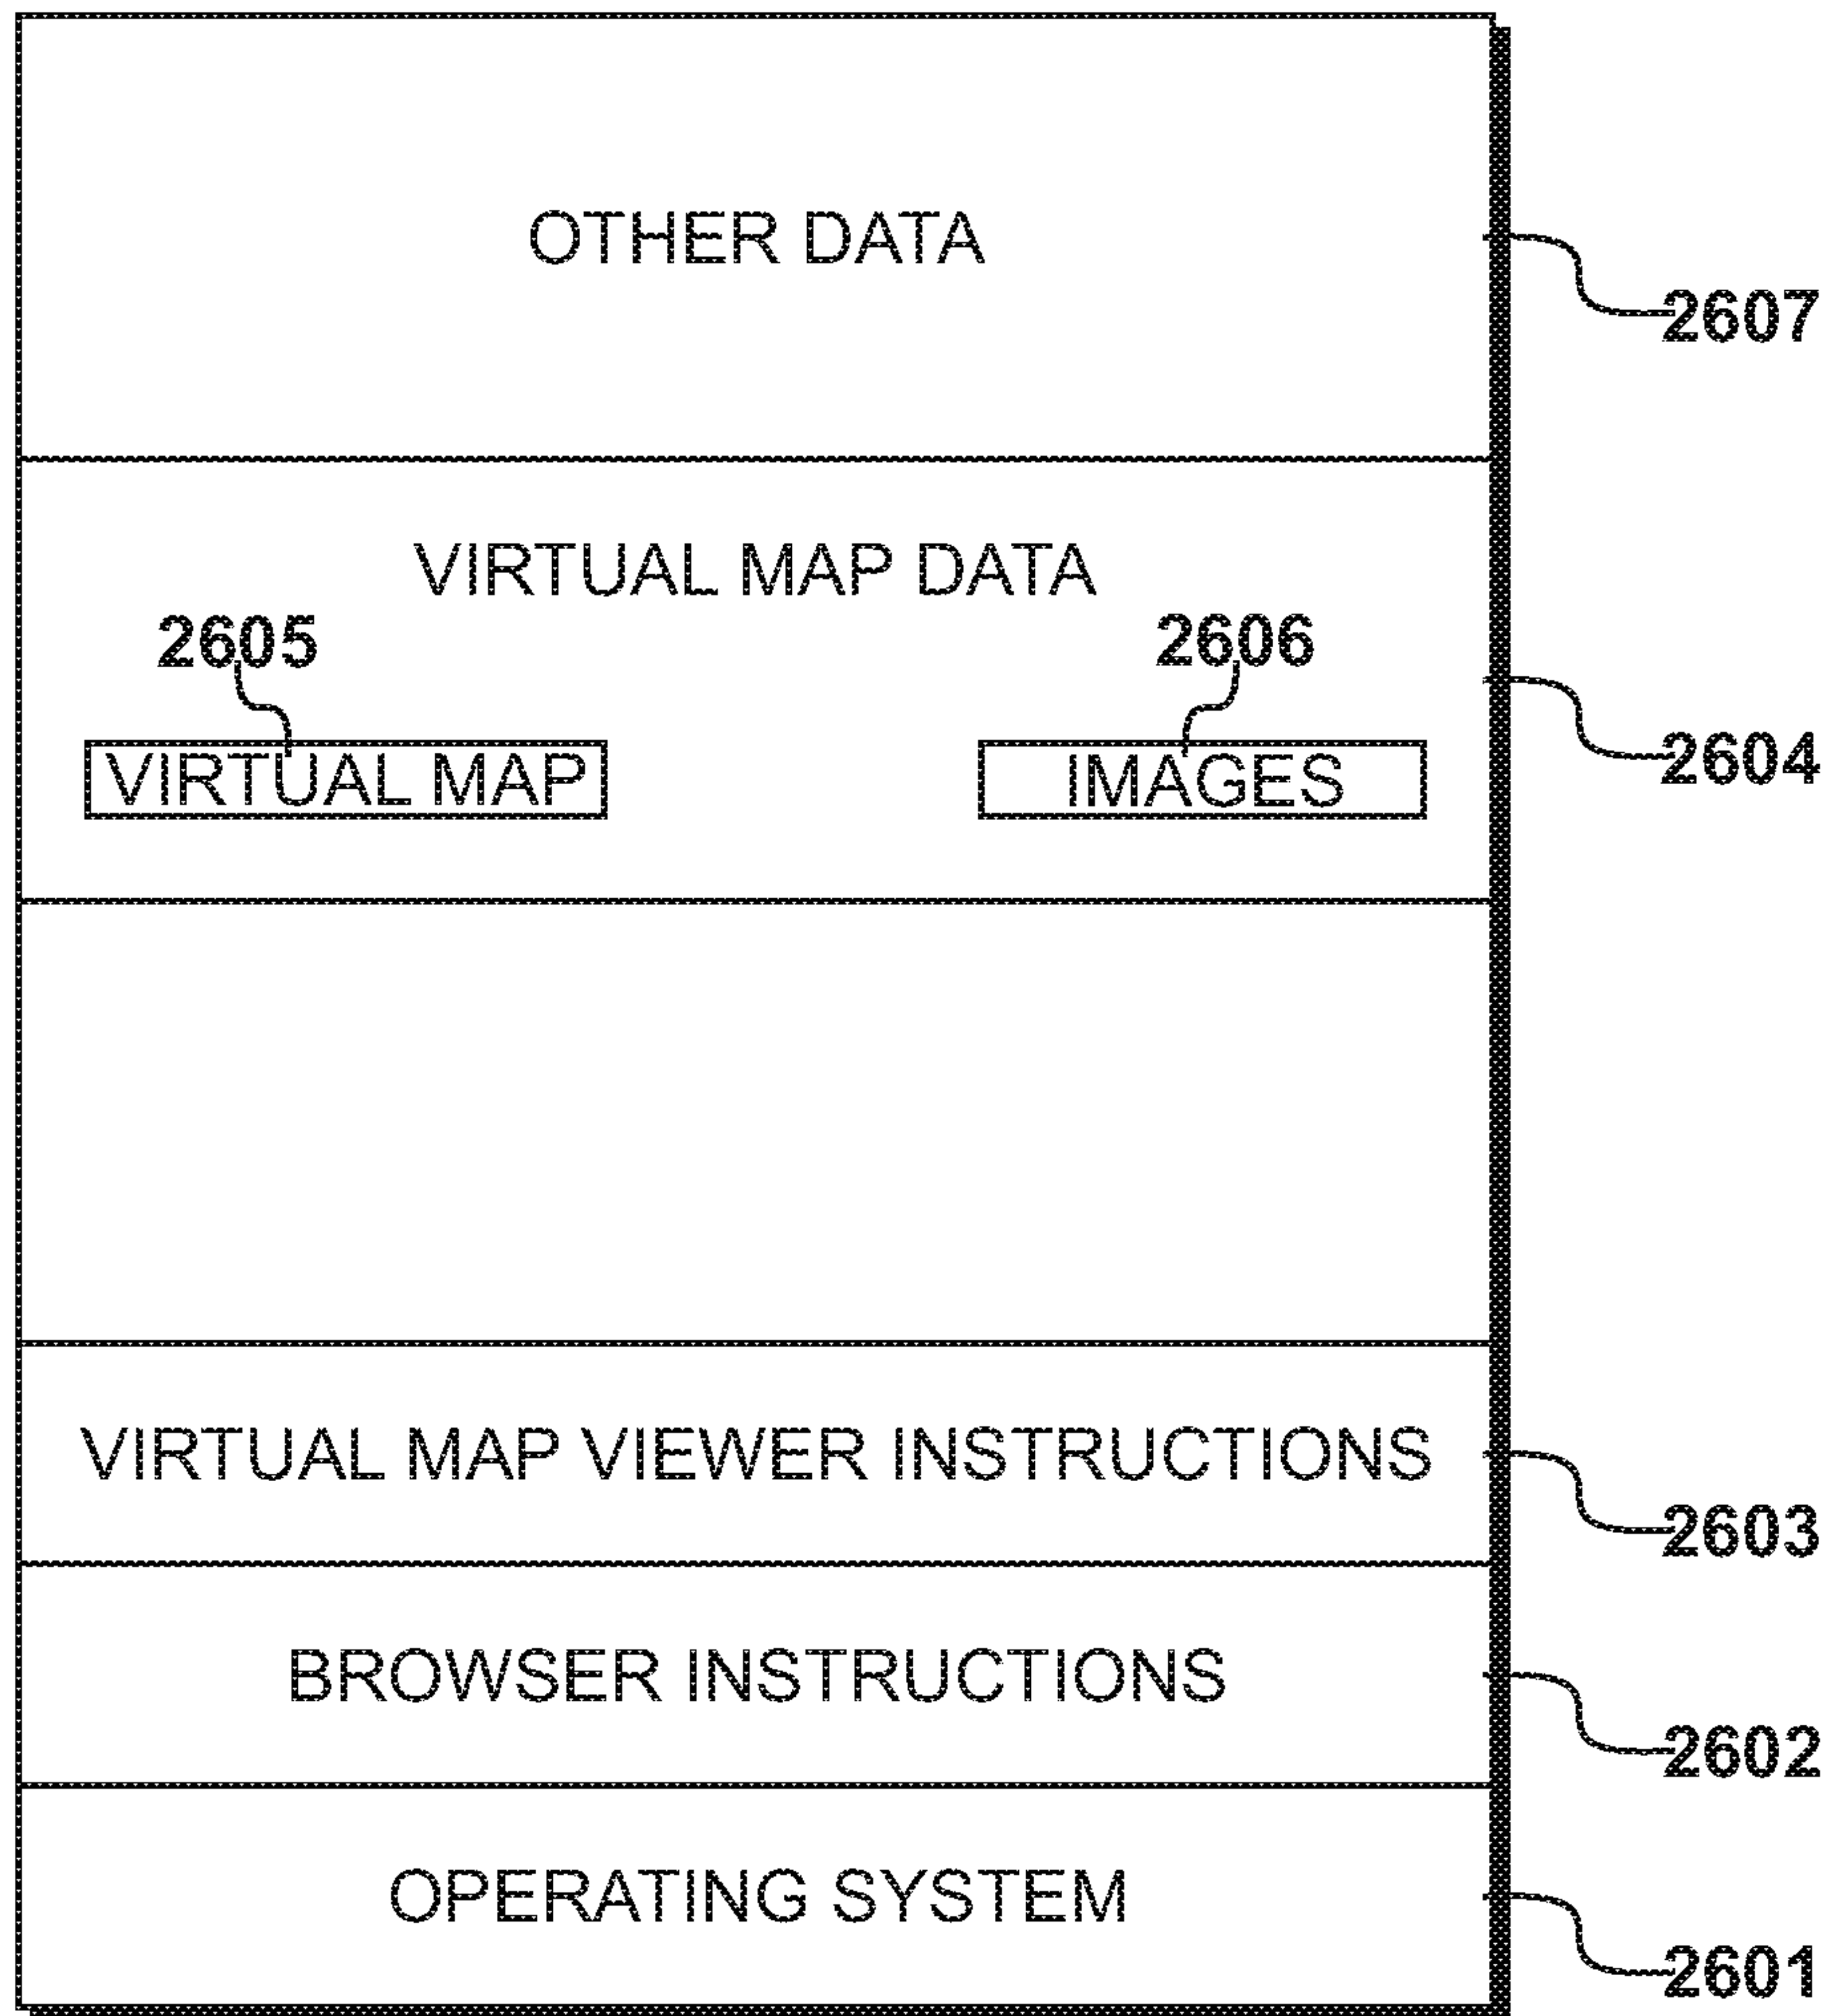 OTHER DATA
2607
VIRTUAL MAP DATA
2605 2606
2604
VIRTUAL MAP IMAGES
VIRTUAL MAP VIEWER INSTRUCTIONS
2603
BROWSER INSTRUCTIONS
2602
OPERATING SYSTEM
2601